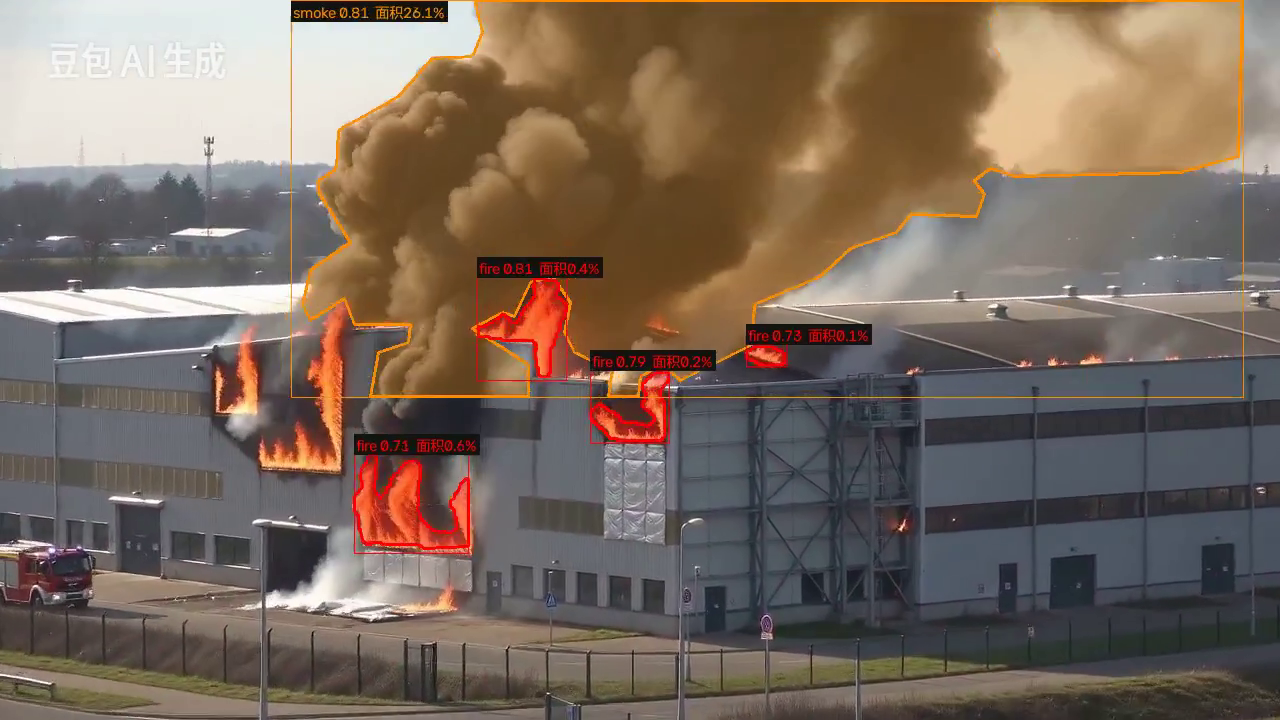 smoke 0.81 面积26.1%
豆包 AI 生成
fire 0.81 面积0.4%
fire 0.73 面积0.1%
fire 0.79 面积0.2%
fire 0.71 面积0.6%